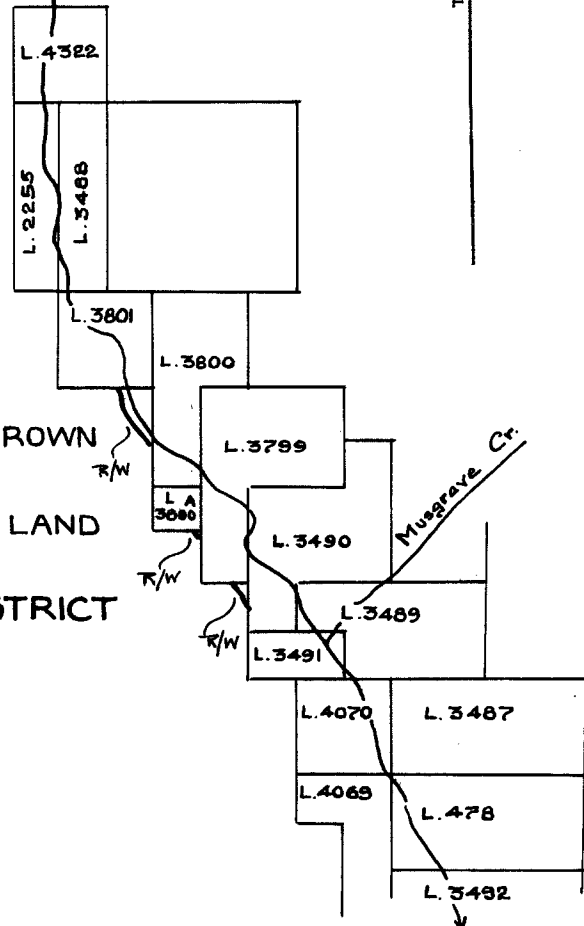 L.4322
L.2255
L.3488
L.3801
L.3800
ROWN
R/W
L.3799
Musgrave Cr.
L A
3800
LAND
R/W
L.3490
STRICT
R/W
L.3489
L.3491
L.4070
L.3487
L.4069
L.478
L.3492